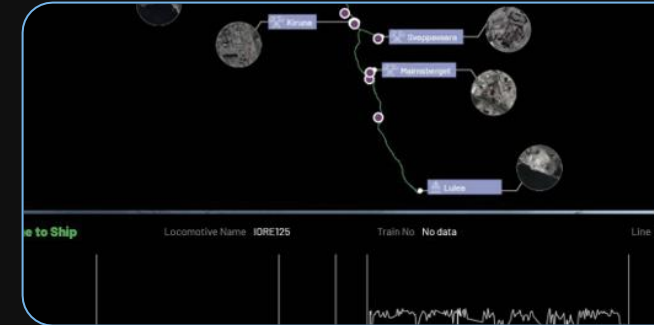 Kiruna
Svappavaara
Malmberget
Luleå
e to Ship
Locomotive Name IORE125
Train No. No data
Line